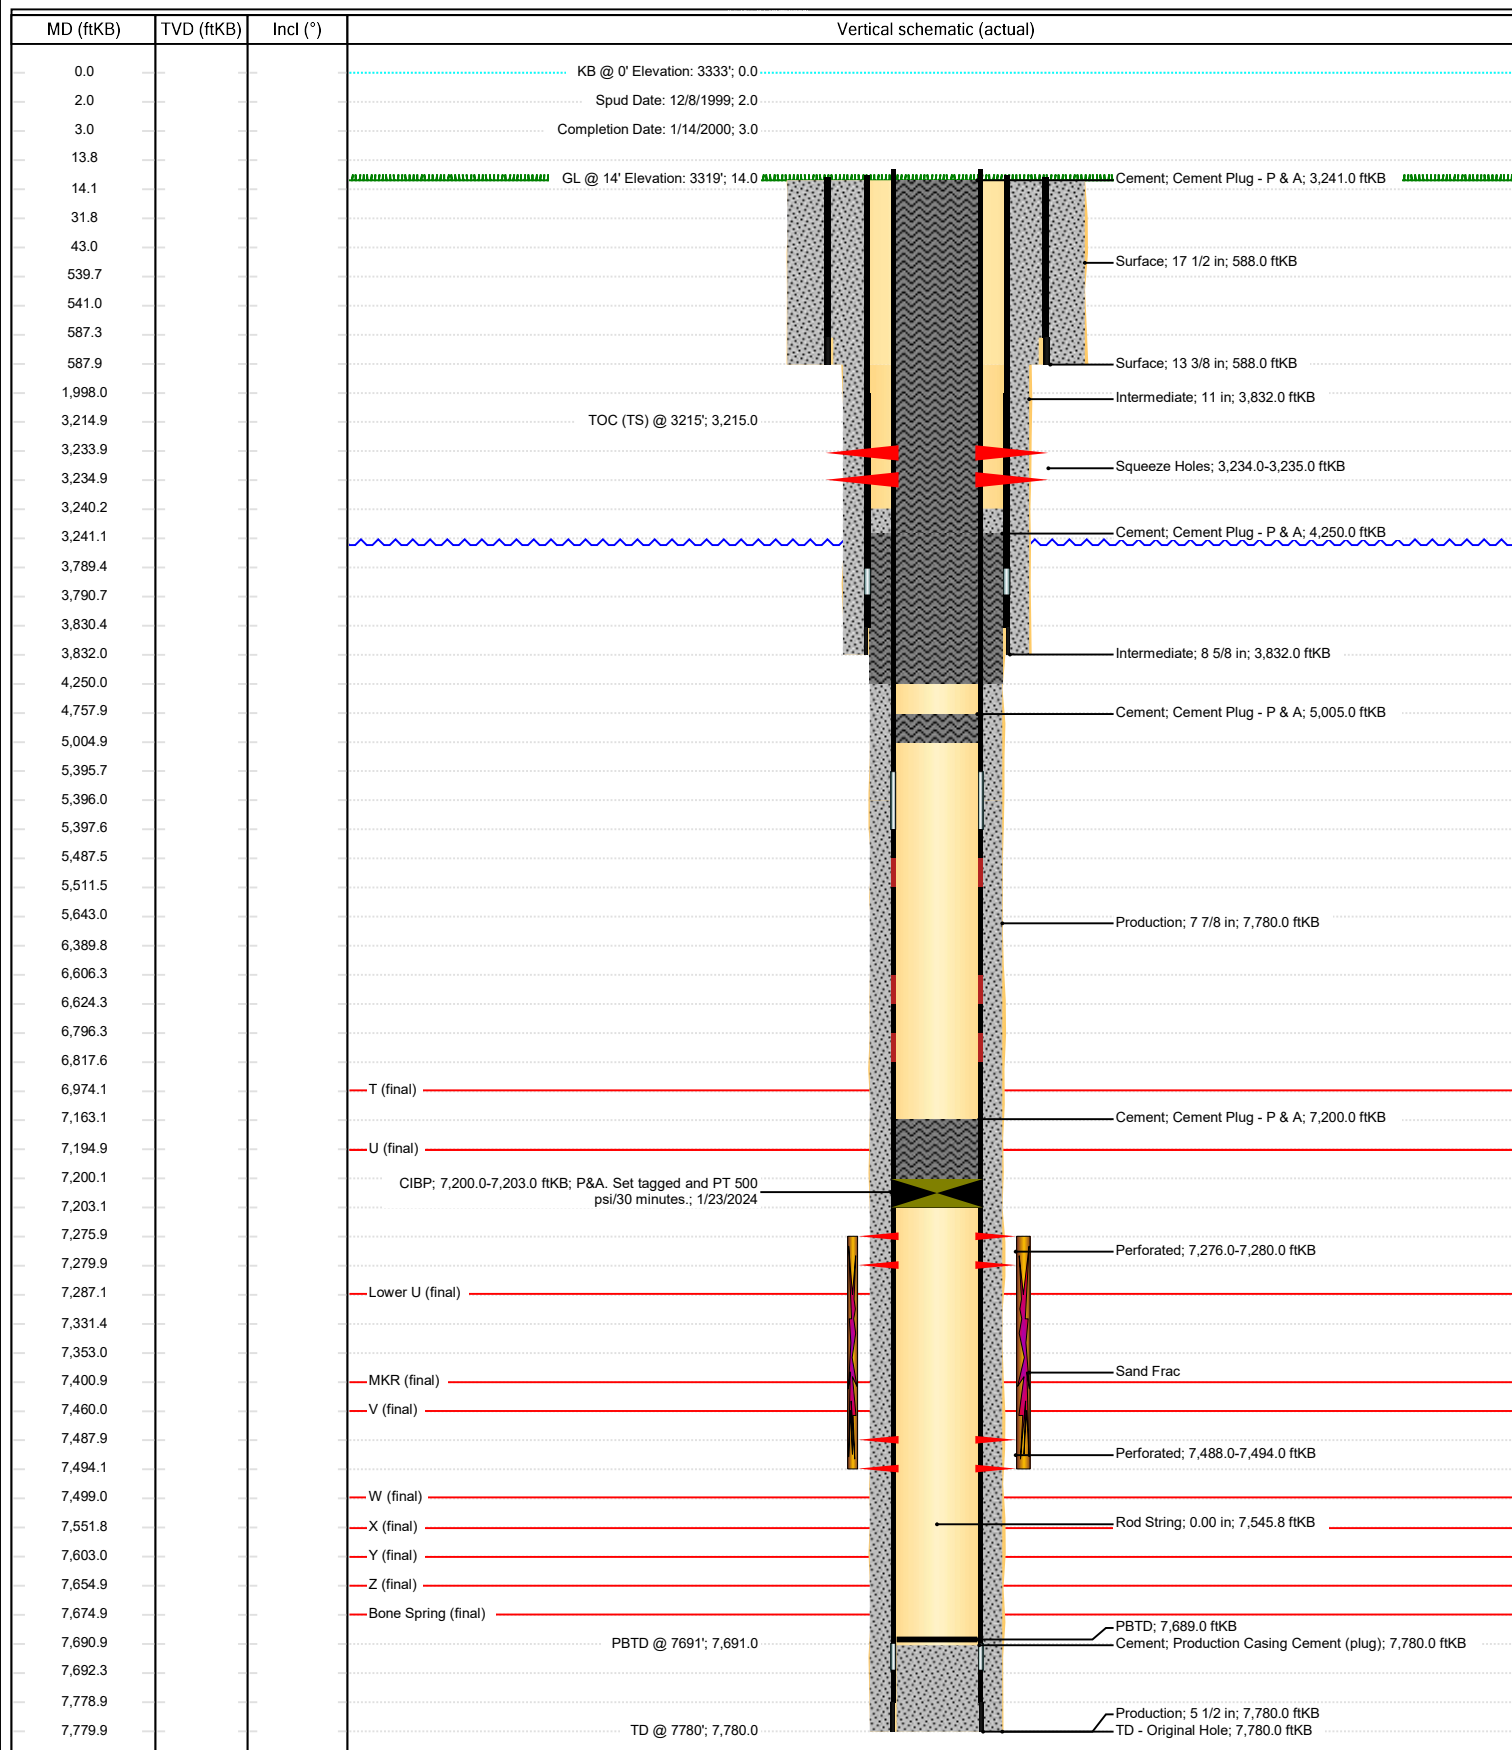 MD (ftKB) TVD (ftKB) Incl (°) Vertical schematic (actual)
0.0 KB @ 0' Elevation: 3333'; 0.0
2.0 Spud Date: 12/8/1999; 2.0
3.0 Completion Date: 1/14/2000; 3.0
13.8
GL @ 14' Elevation: 3319'; 14.0 Cement; Cement Plug - P & A; 3,241.0 ftKB
14.1
31.8
43.0
Surface; 17 1/2 in; 588.0 ftKB
539.7
541.0
587.3
587.9 Surface; 13 3/8 in; 588.0 ftKB
1,998.0 Intermediate; 11 in; 3,832.0 ftKB
3,214.9 TOC (TS) @ 3215'; 3,215.0
3,233.9
Squeeze Holes; 3,234.0-3,235.0 ftKB
3,234.9
3,240.2
3,241.1 Cement; Cement Plug - P & A; 4,250.0 ftKB
3,789.4
3,790.7
3,830.4
3,832.0 Intermediate; 8 5/8 in; 3,832.0 ftKB
4,250.0
4,757.9 Cement; Cement Plug - P & A; 5,005.0 ftKB
5,004.9
5,395.7
5,396.0
5,397.6
5,487.5
5,511.5
5,643.0 Production; 7 7/8 in; 7,780.0 ftKB
6,389.8
6,606.3
6,624.3
6,796.3
6,817.6
6,974.1 T (final)
7,163.1 Cement; Cement Plug - P & A; 7,200.0 ftKB
7,194.9 U (final)
7,200.1 CIBP; 7,200.0-7,203.0 ftKB; P&A. Set tagged and PT 500
psi/30 minutes.; 1/23/2024
7,203.1
7,275.9
Perforated; 7,276.0-7,280.0 ftKB
7,279.9
7,287.1 Lower U (final)
7,331.4
7,353.0
Sand Frac
7,400.9 MKR (final)
7,460.0 V (final)
7,487.9
Perforated; 7,488.0-7,494.0 ftKB
7,494.1
7,499.0 W (final)
7,551.8 X (final) Rod String; 0.00 in; 7,545.8 ftKB
7,603.0 Y (final)
7,654.9 Z (final)
7,674.9 Bone Spring (final)
PBTD; 7,689.0 ftKB
7,690.9 PBTD @ 7691'; 7,691.0 Cement; Production Casing Cement (plug); 7,780.0 ftKB
7,692.3
7,778.9
Production; 5 1/2 in; 7,780.0 ftKB
7,779.9 TD @ 7780'; 7,780.0 TD - Original Hole; 7,780.0 ftKB